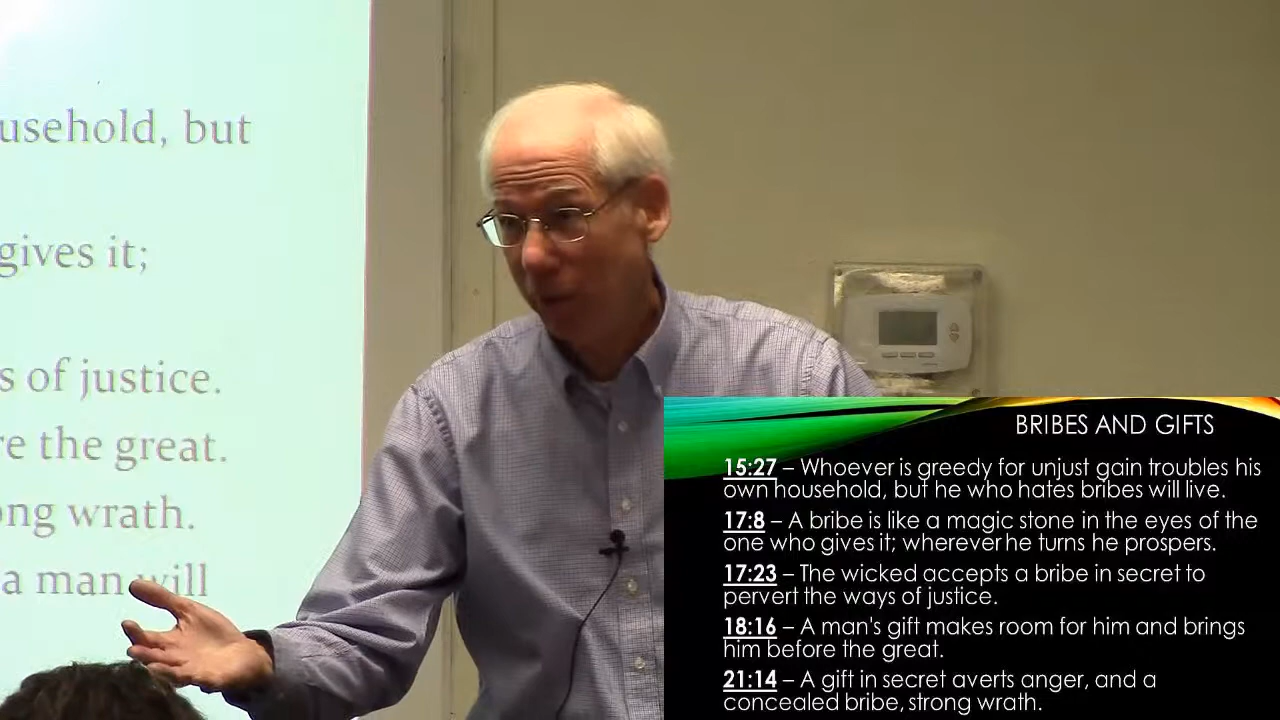 usehold, but
gives it;
s of justice.
re the great.
ong wrath.
a man will
BRIBES AND GIFTS
15:27 – Whoever is greedy for unjust gain troubles his
own household, but he who hates bribes will live.
17:8 – A bribe is like a magic stone in the eyes of the
one who gives it; wherever he turns he prospers.
17:23 – The wicked accepts a bribe in secret to
pervert the ways of justice.
18:16 – A man's gift makes room for him and brings
him before the great.
21:14 – A gift in secret averts anger, and a
concealed bribe, strong wrath.